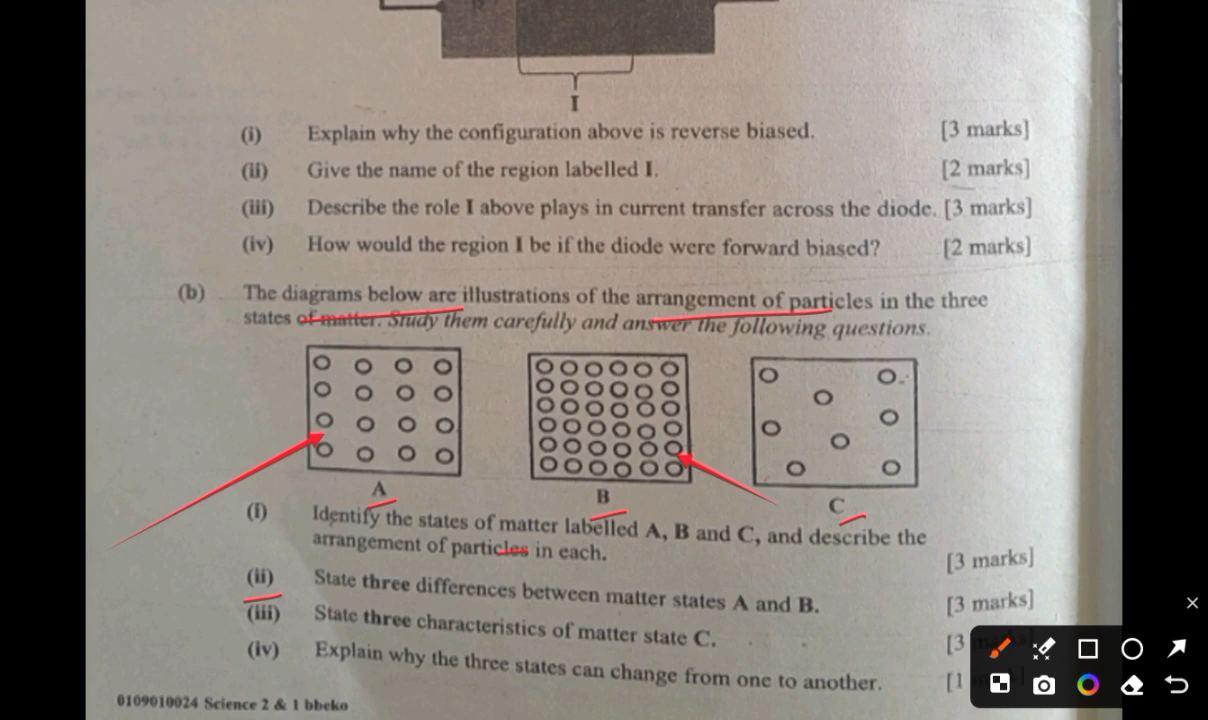 I
(i) Explain why the configuration above is reverse biased. [3 marks]
(ii) Give the name of the region labelled I. [2 marks]
(iii) Describe the role I above plays in current transfer across the diode. [3 marks]
(iv) How would the region I be if the diode were forward biased? [2 marks]
(b) The diagrams below are illustrations of the arrangement of particles in the three
states of matter. Study them carefully and answer the following questions.
A B C
(i) Identify the states of matter labelled A, B and C, and describe the
arrangement of particles in each. [3 marks]
(ii) State three differences between matter states A and B. [3 marks]
(iii) State three characteristics of matter state C. [3
(iv) Explain why the three states can change from one to another. [1
0109010024 Science 2 & 1 bbeko